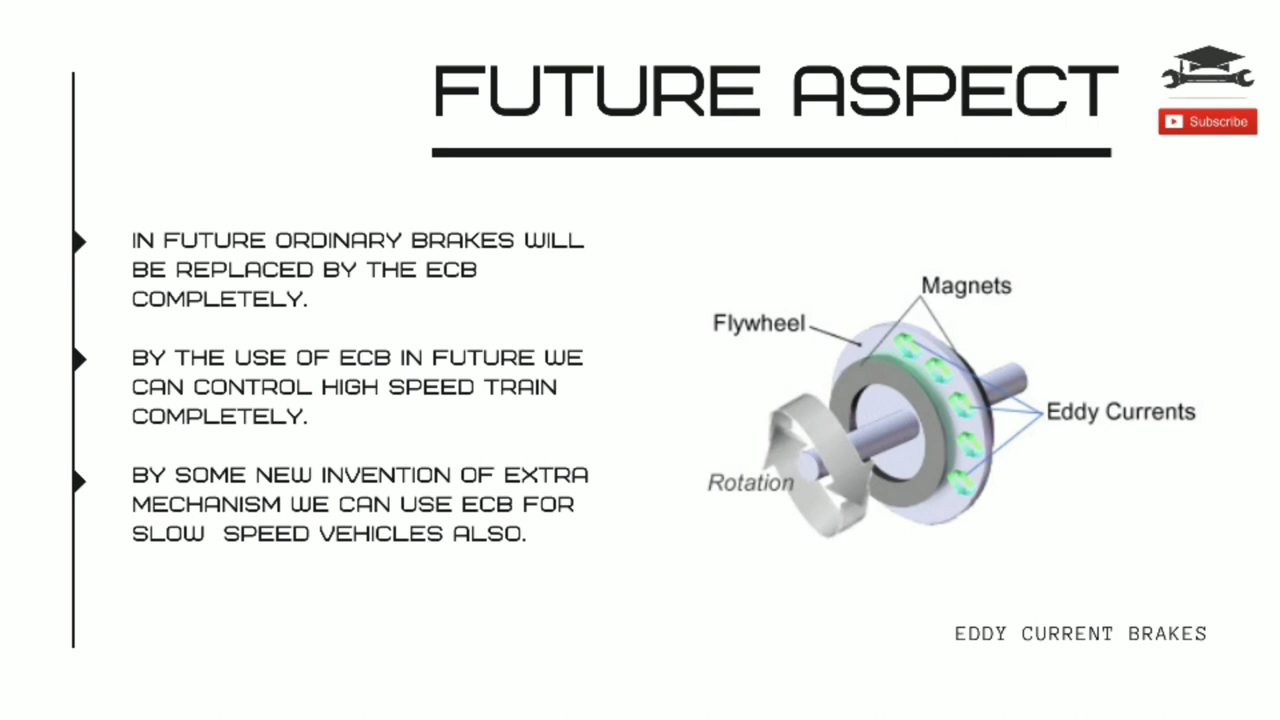 FUTURE ASPECT
Subscribe
IN FUTURE ORDINARY BRAKES WILL
BE REPLACED BY THE ECB
COMPLETELY.
BY THE USE OF ECB IN FUTURE WE
CAN CONTROL HIGH SPEED TRAIN
COMPLETELY.
BY SOME NEW INVENTION OF EXTRA
MECHANISM WE CAN USE ECB FOR
SLOW SPEED VEHICLES ALSO.
Magnets
Flywheel
Eddy Currents
Rotation
EDDY CURRENT BRAKES